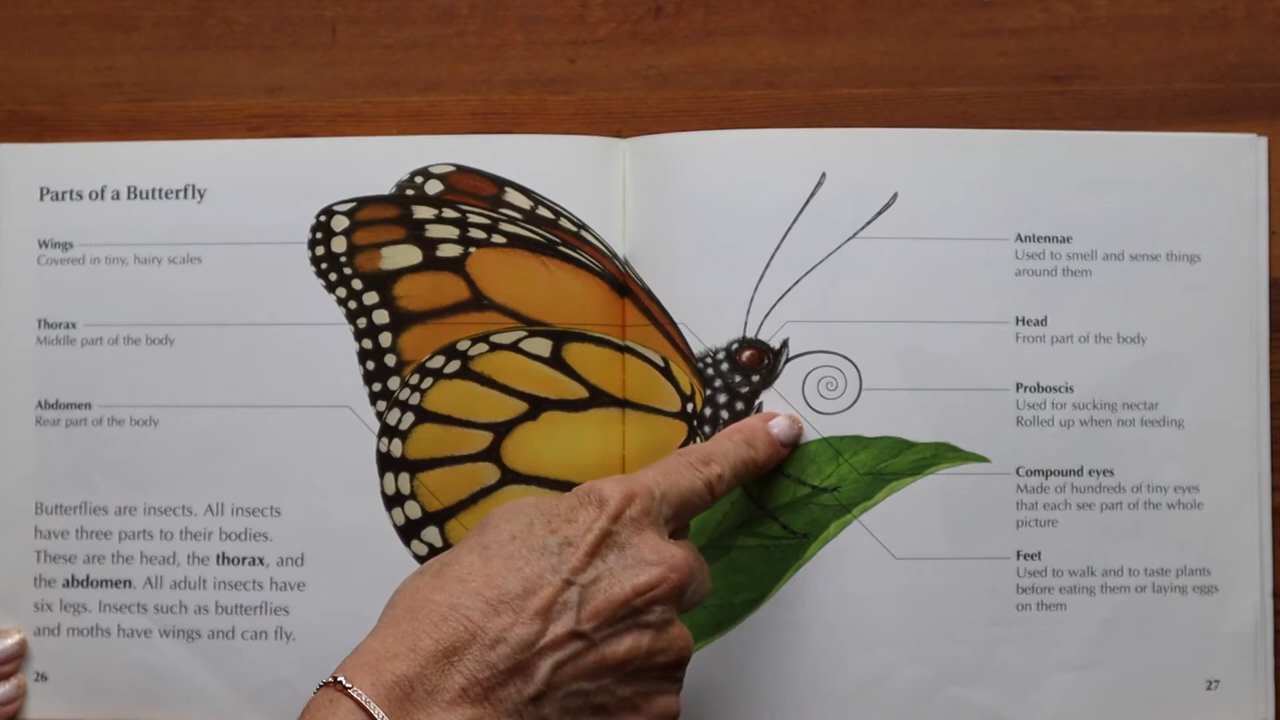 Parts of a Butterfly
Wings
Covered in tiny, hairy scales
Thorax
Middle part of the body
Abdomen
Rear part of the body
Butterflies are insects. All insects
have three parts to their bodies.
These are the head, the thorax, and
the abdomen. All adult insects have
six legs. Insects such as butterflies
and moths have wings and can fly.
26
Antennae
Used to smell and sense things
around them
Head
Front part of the body
Proboscis
Used for sucking nectar
Rolled up when not feeding
Compound eyes
Made of hundreds of tiny eyes
that each see part of the whole
picture
Feet
Used to walk and to taste plants
before eating them or laying eggs
on them
27